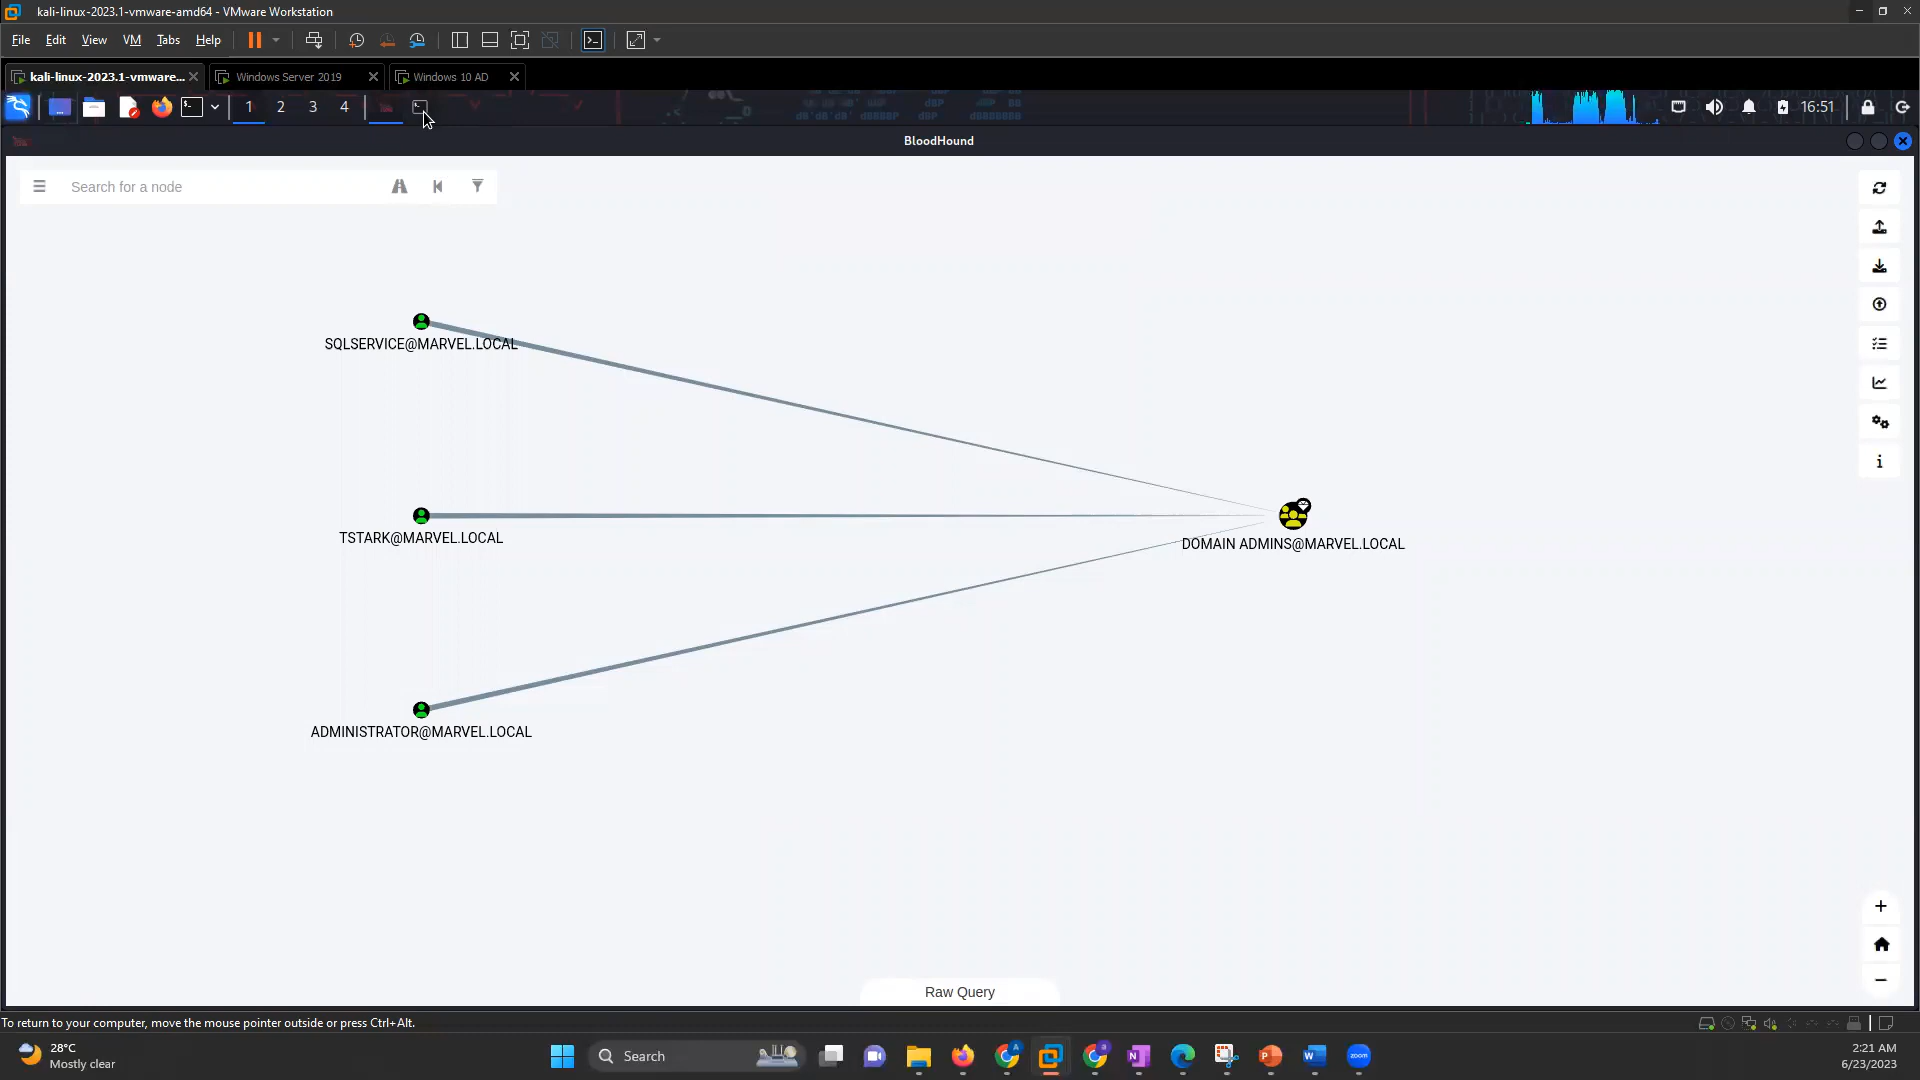 kali-linux-2023.1-vmware-amd64 - VMware Workstation
File Edit View VM Tabs Help
kali-linux-2023.1-vmware... Windows Server 2019 Windows 10 AD
1 2 3 4 16:51
BloodHound
Search for a node
SQLSERVICE@MARVEL.LOCAL
TSTARK@MARVEL.LOCAL
DOMAIN ADMINS@MARVEL.LOCAL
ADMINISTRATOR@MARVEL.LOCAL
Raw Query
To return to your computer, move the mouse pointer outside or press Ctrl+Alt.
28°C
Mostly clear
Search
zoom
2:21 AM
6/23/2023